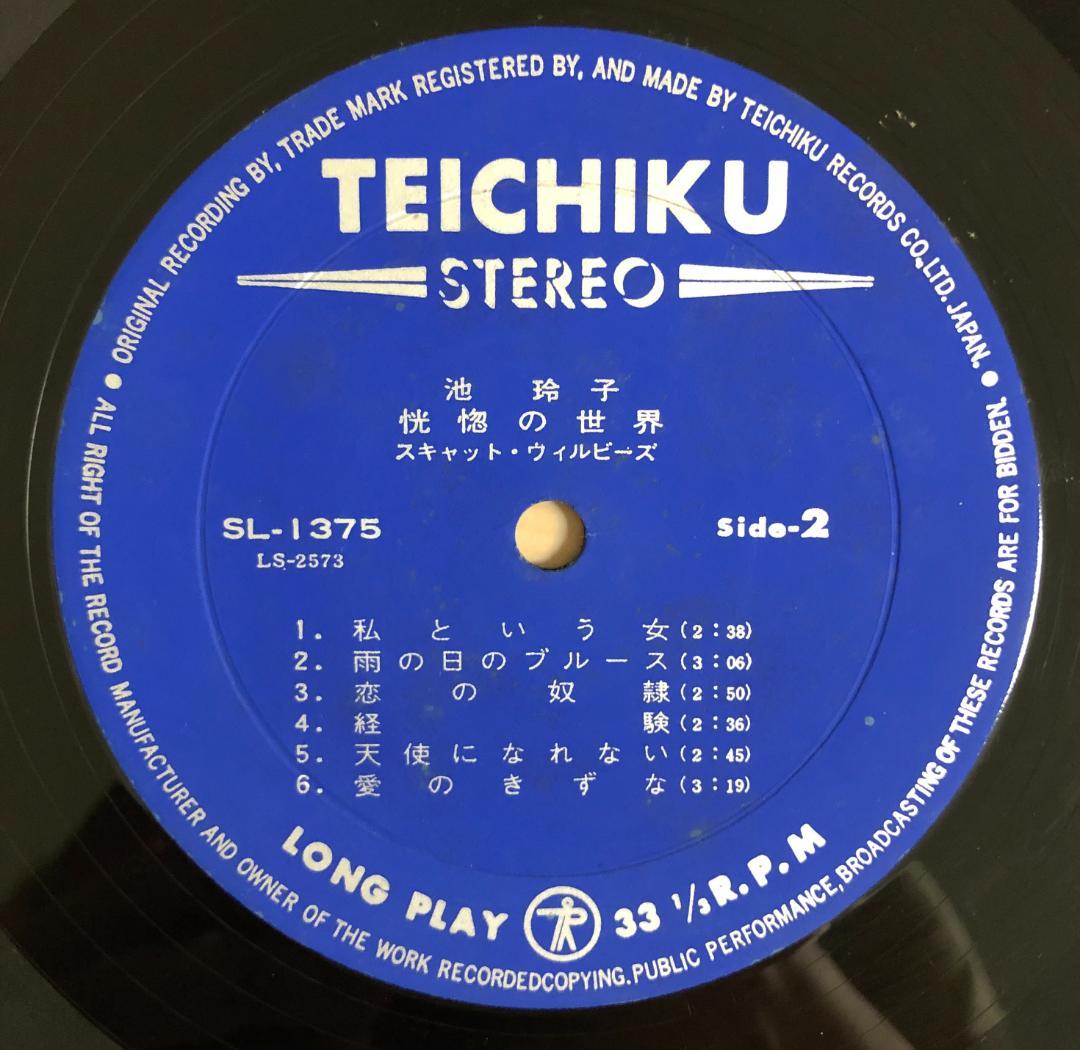 ORIGINAL RECORDING BY, TRADE MARK REGISTERED BY, AND MADE BY TEICHIKU RECORDS CO.,LTD. JAPAN.
TEICHIKU
STEREO
池 玲子
恍惚の世界
スキャット・ウィルビーズ
SL-1375
Side-2
LS-2573
1. 私という女 (2:38)
2. 雨の日のブルース (3:06)
3. 恋の奴隷 (2:50)
4. 経験 (2:36)
5. 天使になれない (2:45)
6. 愛のきずな (3:19)
LONG PLAY 33 1/3 R.P.M
ALL RIGHT OF THE RECORD MANUFACTURER AND OWNER OF THE WORK RECORDEDCOPYING.PUBLIC PERFORMANCE,BROADCASTING OF THESE RECORDS ARE FOR BIDDEN.